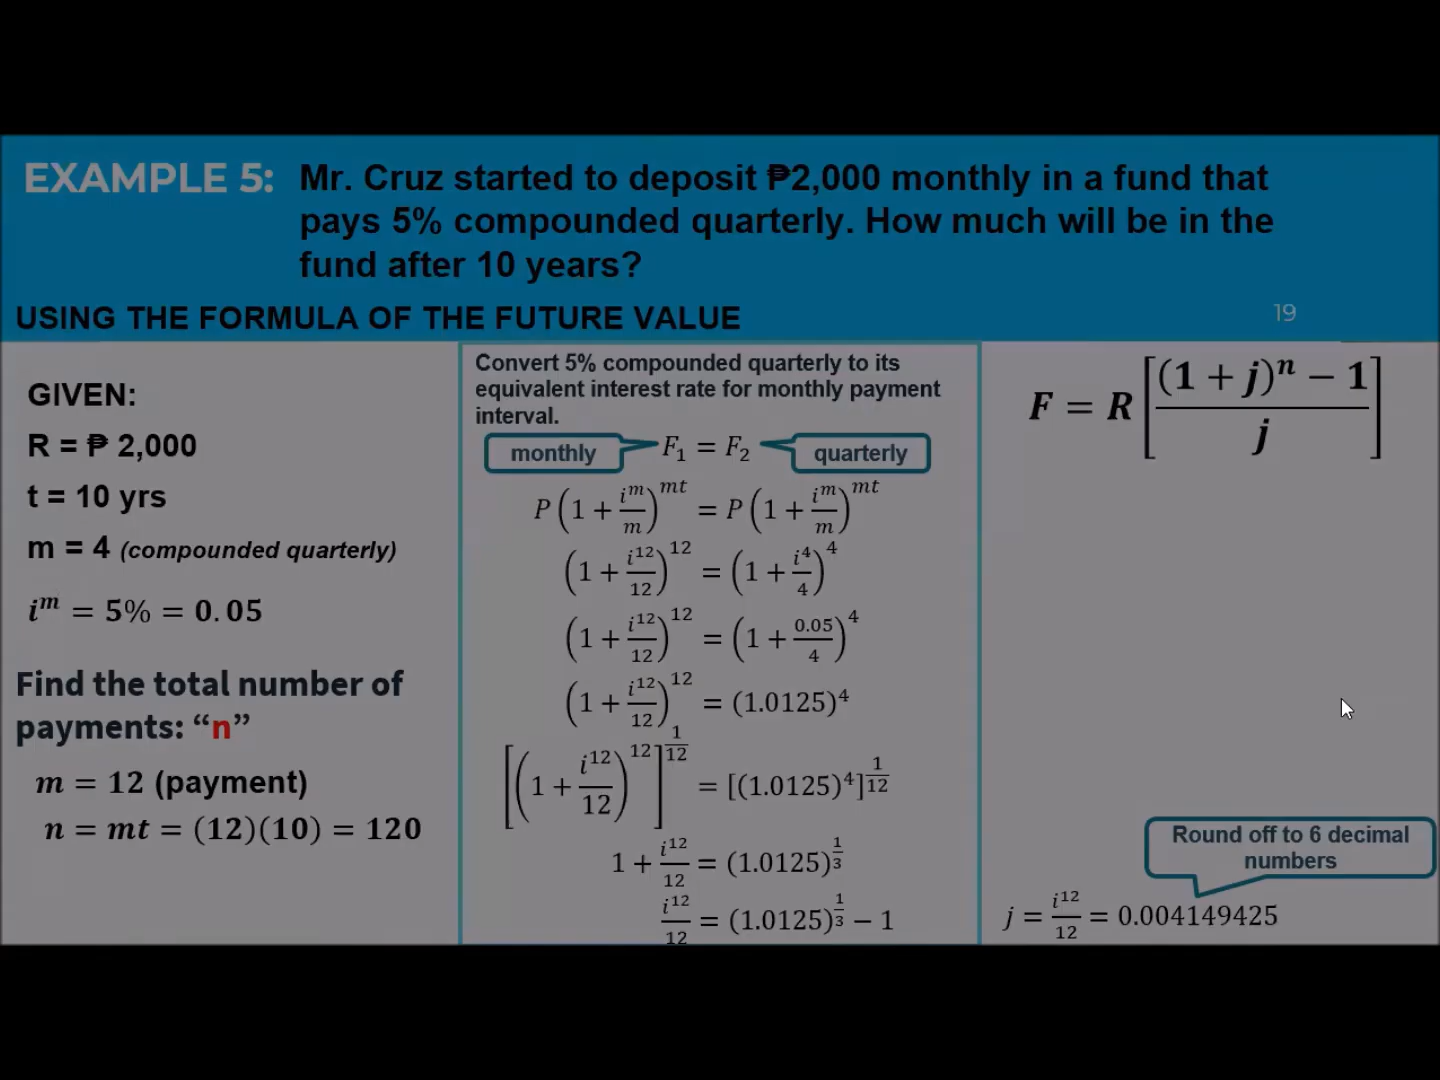 EXAMPLE 5: Mr. Cruz started to deposit ₱2,000 monthly in a fund that
pays 5% compounded quarterly. How much will be in the
fund after 10 years?
USING THE FORMULA OF THE FUTURE VALUE
19
GIVEN:
R = ₱ 2,000
t = 10 yrs
m = 4 (compounded quarterly)
i^m = 5% = 0.05
Find the total number of
payments: “n”
m = 12 (payment)
n = mt = (12)(10) = 120
Convert 5% compounded quarterly to its
equivalent interest rate for monthly payment
interval.
monthly F₁ = F₂ quarterly
P(1 + i^m/m)^mt = P(1 + i^m/m)^mt
(1 + i^12/12)^12 = (1 + i^4/4)^4
(1 + i^12/12)^12 = (1 + 0.05/4)^4
(1 + i^12/12)^12 = (1.0125)^4
[(1 + i^12/12)^12]^1/12 = [(1.0125)^4]^1/12
1 + i^12/12 = (1.0125)^1/3
i^12/12 = (1.0125)^1/3 − 1
F = R[((1 + j)^n − 1)/j]
Round off to 6 decimal
numbers
j = i^12/12 = 0.004149425